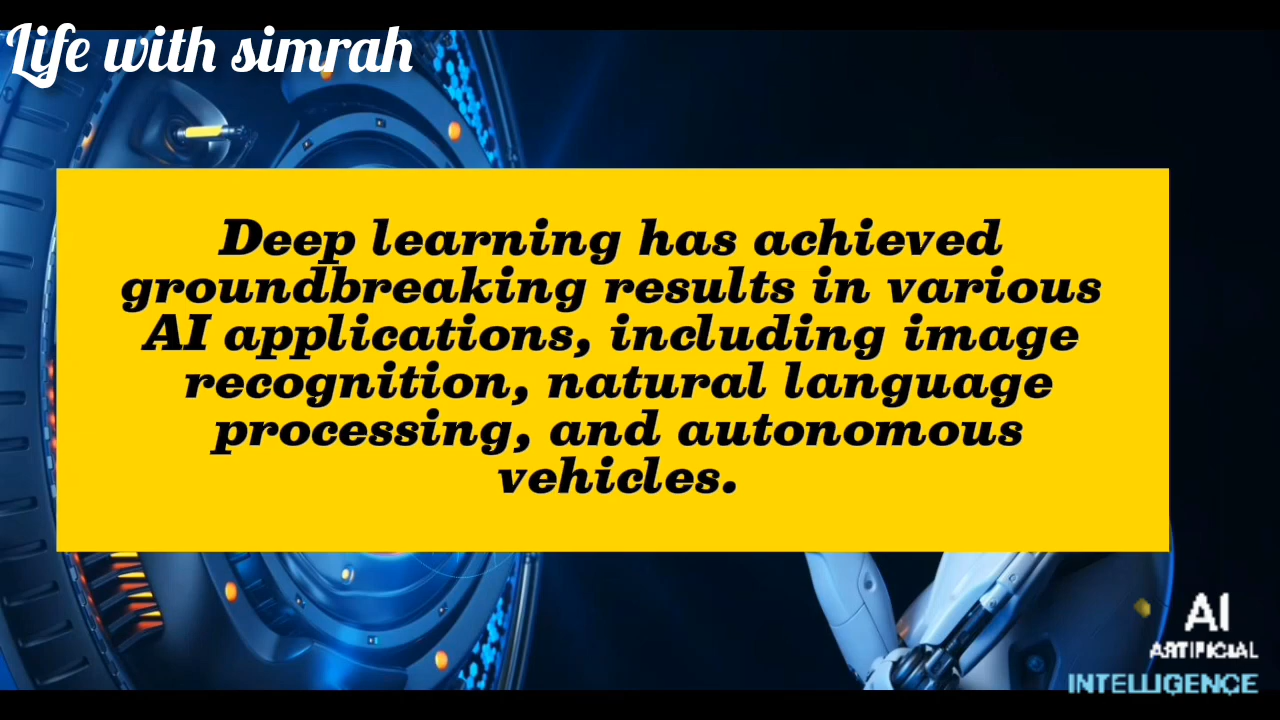 Life with simrah
Deep learning has achieved
groundbreaking results in various
AI applications, including image
recognition, natural language
processing, and autonomous
vehicles.
AI
ARTIFICIAL
INTELLIGENCE